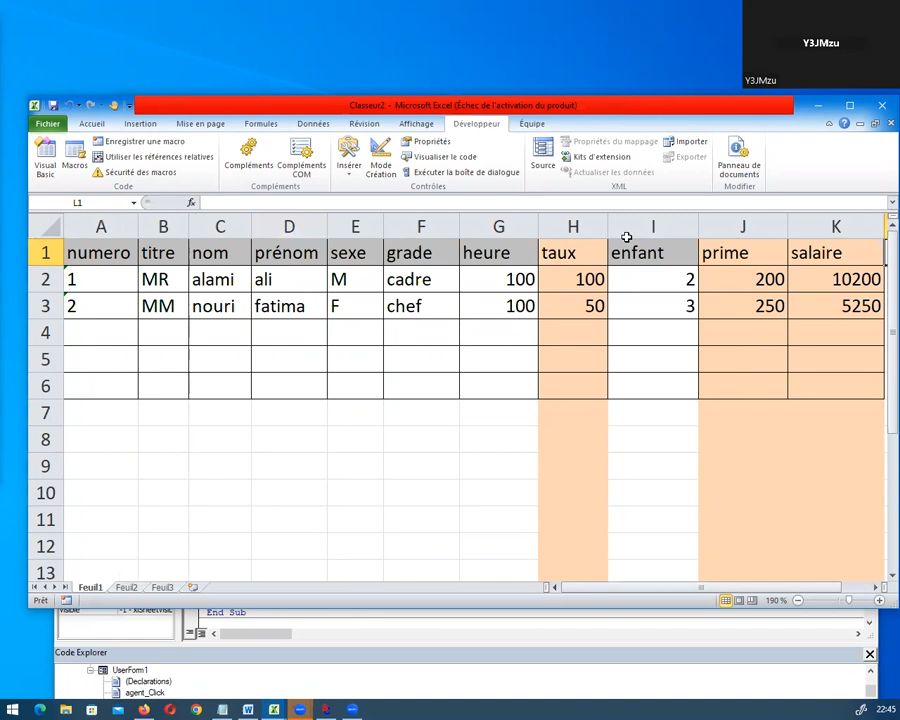 Y3JMzu
Y3JMzu
Classeur2 - Microsoft Excel (Échec de l'activation du produit)
Fichier Accueil Insertion Mise en page Formules Données Révision Affichage Développeur Équipe
Visual Basic
Macros
Enregistrer une macro
Utiliser les références relatives
Sécurité des macros
Code
Compléments
Compléments COM
Compléments
Insérer
Mode Création
Propriétés
Visualiser le code
Exécuter la boîte de dialogue
Contrôles
Source
Propriétés du mappage
Kits d'extension
Actualiser les données
Importer
Exporter
XML
Panneau de documents
Modifier
L1 fx
A B C D E F G H I J K
1 numero titre nom prénom sexe grade heure taux enfant prime salaire
2 1 MR alami ali M cadre 100 100 2 200 10200
3 2 MM nouri fatima F chef 100 50 3 250 5250
4
5
6
7
8
9
10
11
12
13
Feuil1 Feuil2 Feuil3
Prêt 190 %
Visible -1 - xlSheetVisi
End Sub
Code Explorer
UserForm1
(Declarations)
agent_Click
22:45